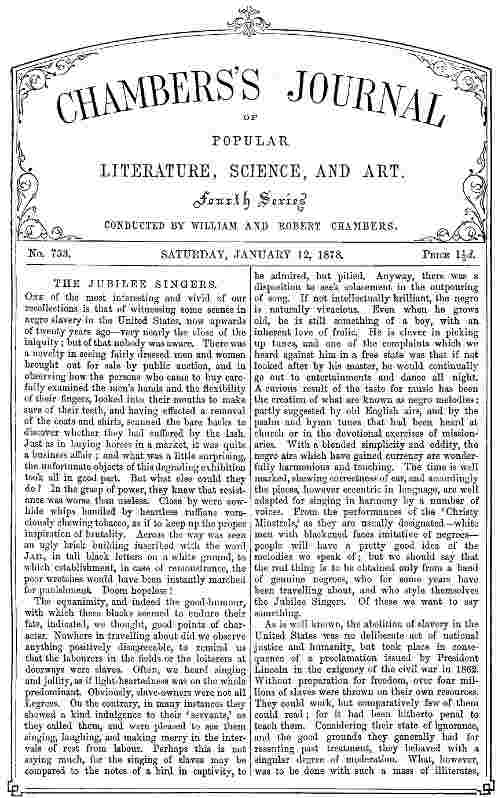 CHAMBERS'S JOURNAL
OF
POPULAR
LITERATURE, SCIENCE, AND ART.
Fourth Series
CONDUCTED BY WILLIAM AND ROBERT CHAMBERS.
No. 733.
SATURDAY, JANUARY 12, 1878.
PRICE 1½d.
THE JUBILEE SINGERS.
ONE of the most interesting and vivid of our
recollections is that of witnessing some scenes in
negro slavery in the United States, now upwards
of twenty years ago—very nearly the close of the
iniquity; but of that nobody was aware. There was
a novelty in seeing fairly dressed men and women
brought out for sale by public auction, and in
observing how the persons who came to buy care-
fully examined the men's hands and the flexibility
of their fingers, looked into their mouths to make
sure of their teeth, and having effected a removal
of the coats and shirts, scanned the bare backs to
discover whether they had suffered by the lash.
Just as in buying horses in a market, it was quite
a business affair; and what was a little surprising,
the unfortunate objects of this degrading exhibition
took all in good part. But what else could they
do? In the grasp of power, they knew that resist-
ance was worse than useless. Close by were cow-
hide whips handled by heartless ruffians vora-
ciously chewing tobacco, as if to keep up the proper
inspiration of brutality. Across the way was seen
an ugly brick building inscribed with the word
JAIL, in tall black letters on a white ground, to
which establishment, in case of remonstrance, the
poor wretches would have been instantly marched
for punishment. Doom hopeless!
The equanimity, and indeed the good-humour,
with which these blacks seemed to endure their
fate, indicated, we thought, good points of char-
acter. Nowhere in travelling about did we observe
anything positively disagreeable, to remind us
that the labourers in the fields or the loiterers at
doorways were slaves. Often, we heard singing
and jollity, as if light-heartedness was on the whole
predominant. Obviously, slave-owners were not all
Legrees. On the contrary, in many instances they
showed a kind indulgence to their 'servants,' as
they called them, and were pleased to see them
singing, laughing, and making merry in the inter-
vals of rest from labour. Perhaps this is not
saying much, for the singing of slaves may be
compared to the notes of a bird in captivity, to
be admired, but pitied. Anyway, there was a
disposition to seek solacement in the outpouring
of song. If not intellectually brilliant, the negro
is naturally vivacious. Even when he grows
old, he is still something of a boy, with an
inherent love of frolic. He is clever in picking
up tunes, and one of the complaints which we
heard against him in a free state was that if not
looked after by his master, he would continually
go out to entertainments and dance all night.
A curious result of the taste for music has been
the creation of what are known as negro melodies;
partly suggested by old English airs, and by the
psalm and hymn tunes that had been heard at
church or in the devotional exercises of mission-
aries. With a blended simplicity and oddity, the
negro airs which have gained currency are wonder-
fully harmonious and touching. The time is well
marked, shewing correctness of ear, and accordingly
the pieces, however eccentric in language, are well
adapted for singing in harmony by a number of
voices. From the performances of the 'Christy
Minstrels,' as they are usually designated—white
men with blackened faces imitative of negroes—
people will have a pretty good idea of the
melodies we speak of; but we should say that
the real thing is to be obtained only from a band
of genuine negroes, who for some years have
been travelling about, and who style themselves
the Jubilee Singers. Of these we want to say
something.
As is well known, the abolition of slavery in the
United States was no deliberate act of national
justice and humanity, but took place in conse-
quence of a proclamation issued by President
Lincoln in the exigency of the civil war in 1862.
Without preparation for freedom, over four mil-
lions of slaves were thrown on their own resources.
They could work, but comparatively few of them
could read; for it had been hitherto penal to
teach them. Considering their state of ignorance,
and the good grounds they generally had for
resenting past treatment, they behaved with a
singular degree of moderation. What, however,
was to be done with such a mass of illiterates,